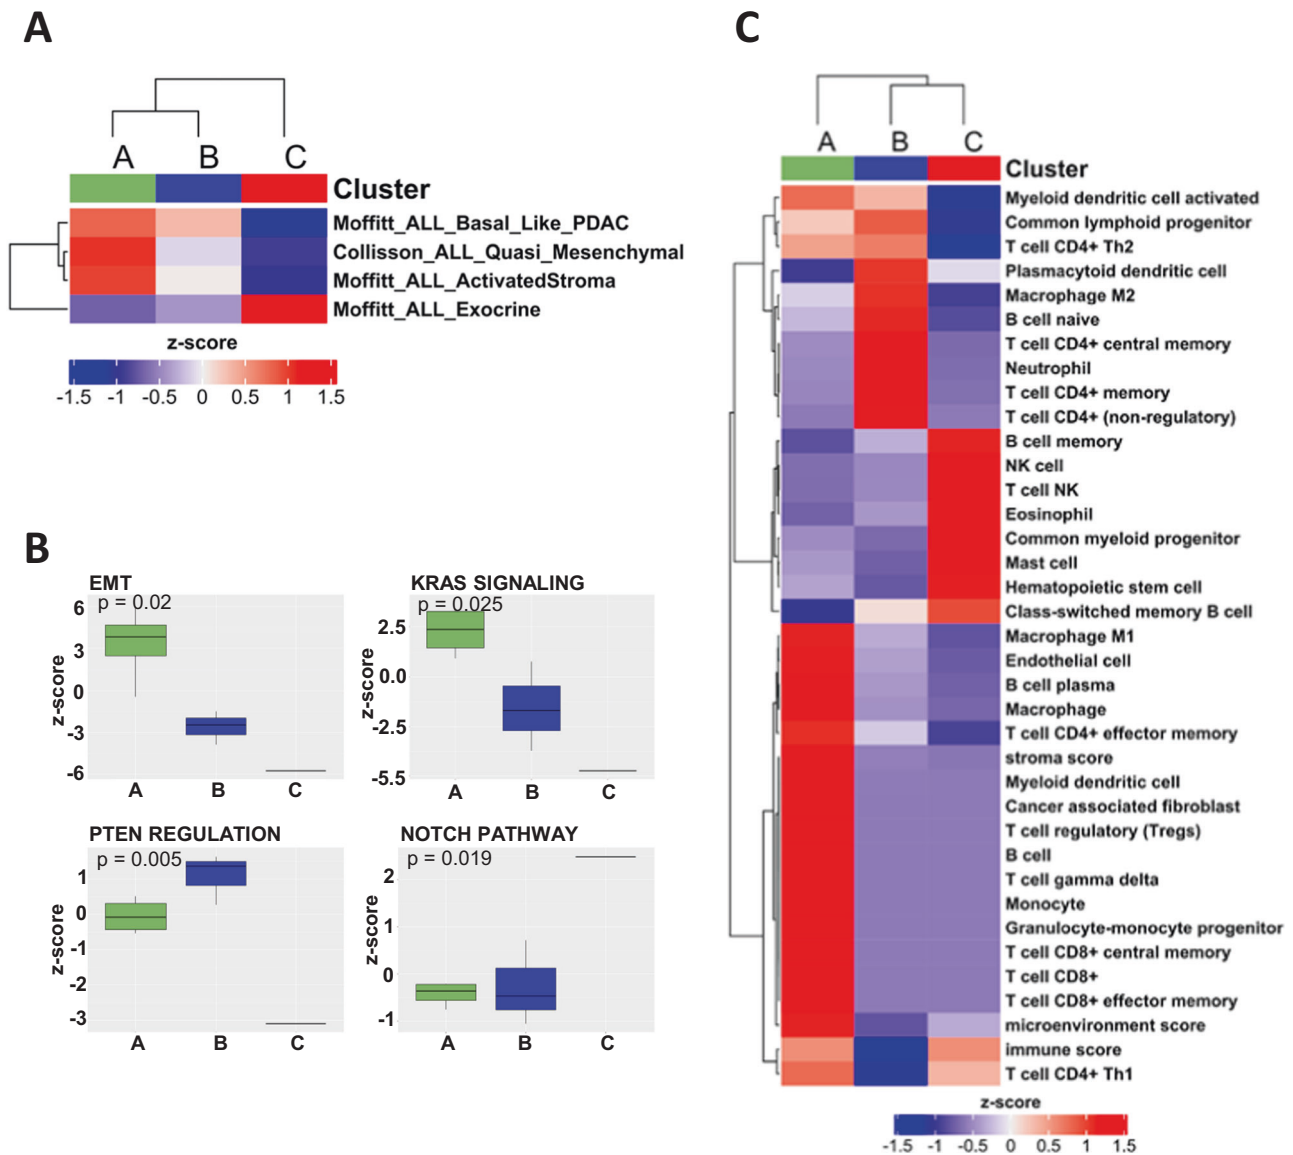 A
A B C
Cluster
Moffitt_ALL_Basal_Like_PDAC
Collisson_ALL_Quasi_Mesenchymal
Moffitt_ALL_ActivatedStroma
Moffitt_ALL_Exocrine
z-score
-1.5 -1 -0.5 0 0.5 1 1.5
B
EMT
p = 0.02
z-score
6
3
0
-3
-6
A B C
KRAS SIGNALING
p = 0.025
z-score
2.5
0.0
-2.5
-5.5
A B C
PTEN REGULATION
p = 0.005
z-score
1
0
-1
-2
-3
A B C
NOTCH PATHWAY
p = 0.019
z-score
2
1
0
-1
A B C
C
A B C
Cluster
Myeloid dendritic cell activated
Common lymphoid progenitor
T cell CD4+ Th2
Plasmacytoid dendritic cell
Macrophage M2
B cell naive
T cell CD4+ central memory
Neutrophil
T cell CD4+ memory
T cell CD4+ (non-regulatory)
B cell memory
NK cell
T cell NK
Eosinophil
Common myeloid progenitor
Mast cell
Hematopoietic stem cell
Class-switched memory B cell
Macrophage M1
Endothelial cell
B cell plasma
Macrophage
T cell CD4+ effector memory
stroma score
Myeloid dendritic cell
Cancer associated fibroblast
T cell regulatory (Tregs)
B cell
T cell gamma delta
Monocyte
Granulocyte-monocyte progenitor
T cell CD8+ central memory
T cell CD8+
T cell CD8+ effector memory
microenvironment score
immune score
T cell CD4+ Th1
z-score
-1.5 -1 -0.5 0 0.5 1 1.5